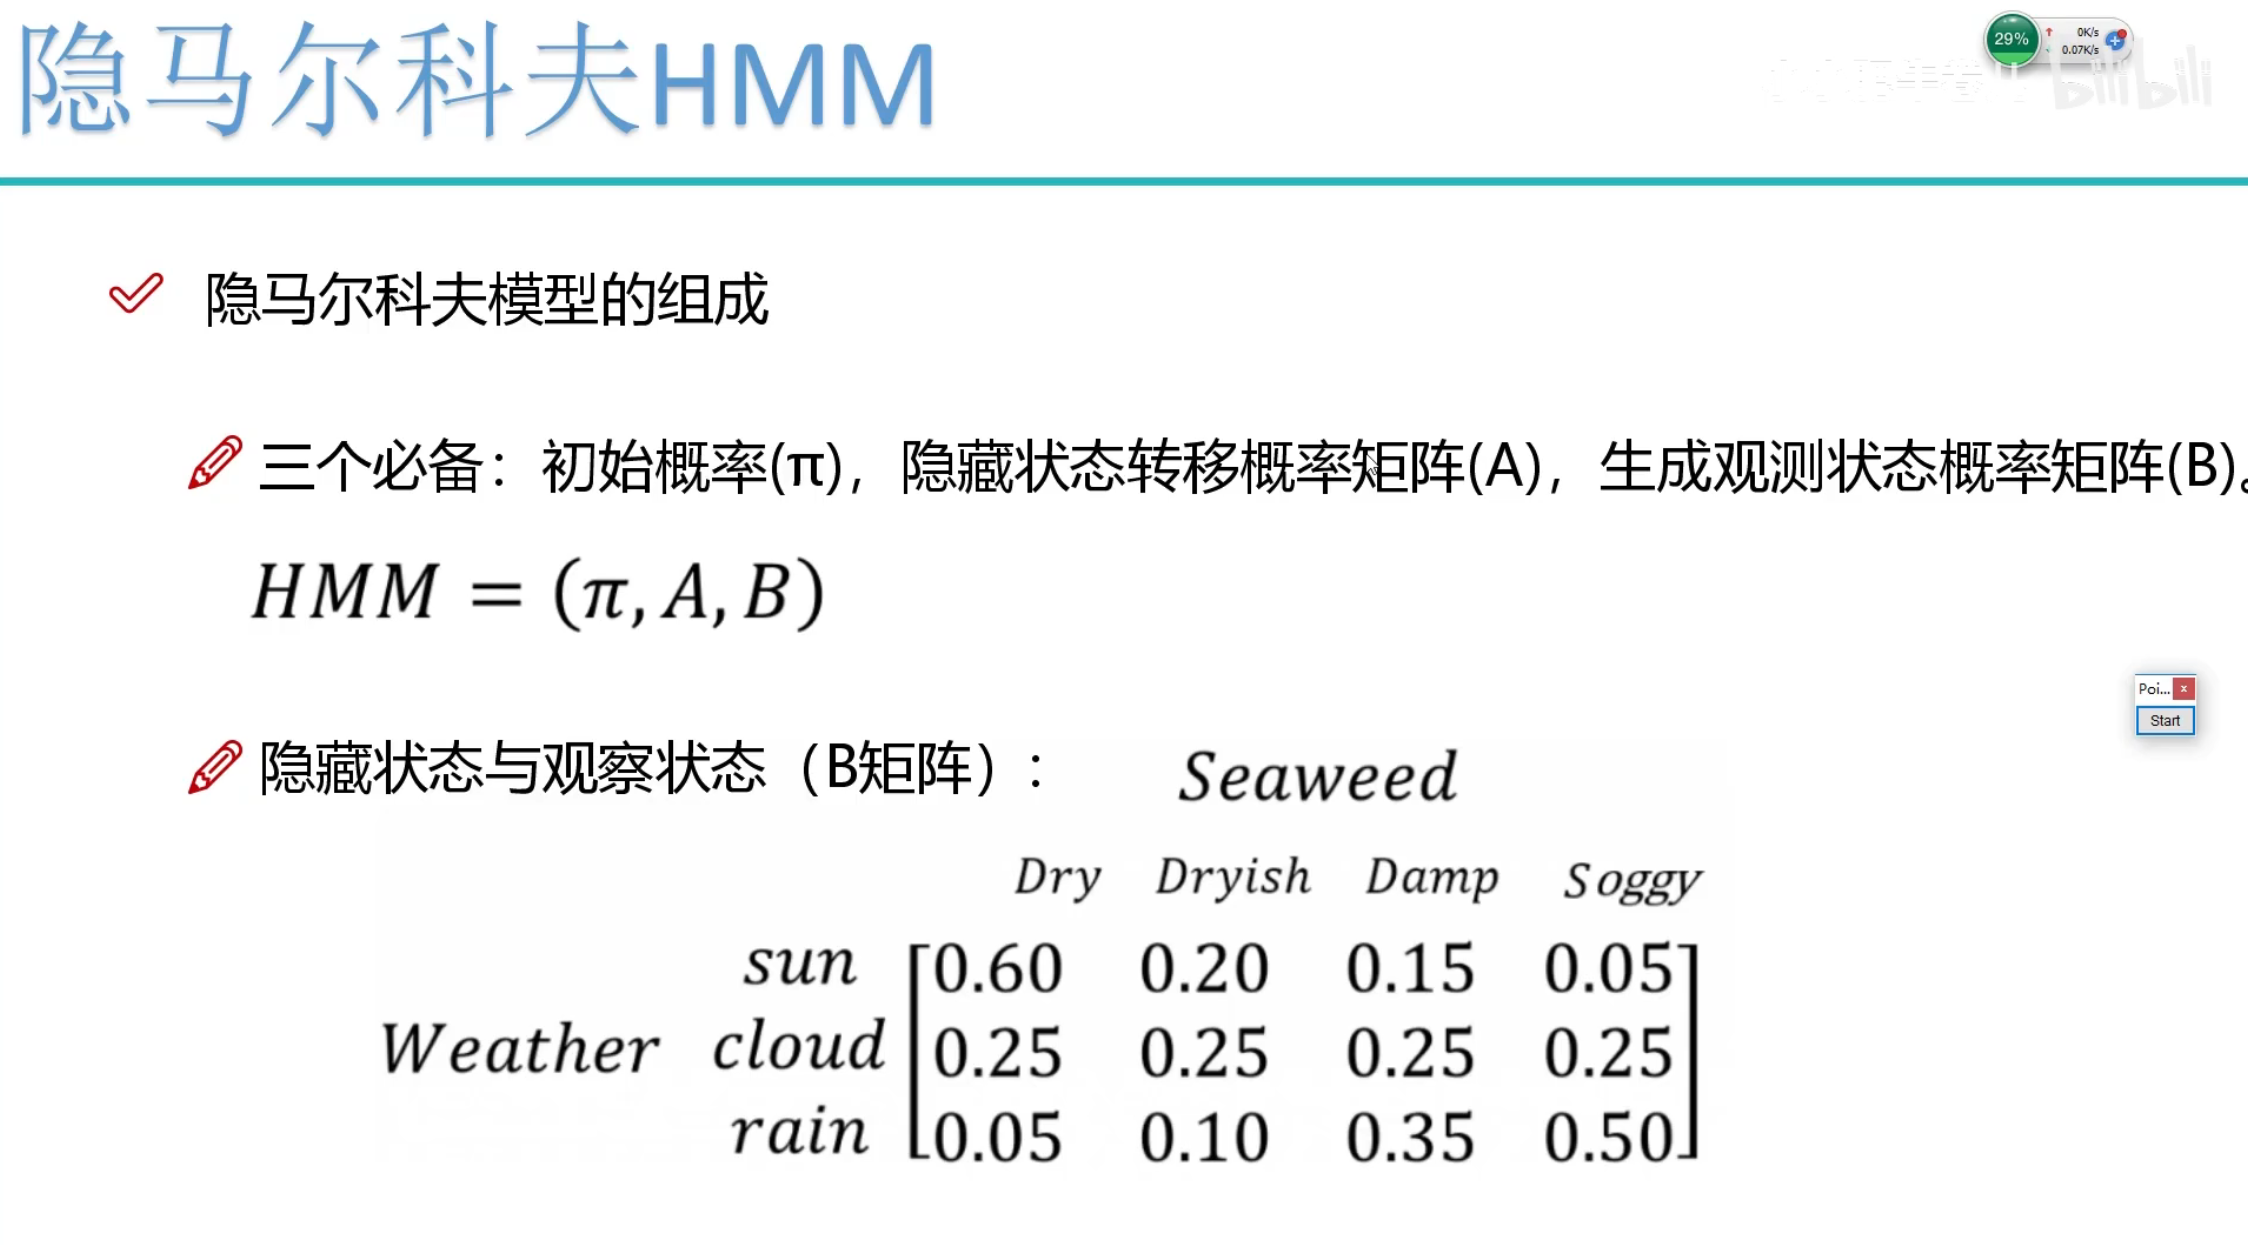 隐马尔科夫HMM
29%
0K/s
0.07K/s
bilibili
隐马尔科夫模型的组成
三个必备：初始概率(π)，隐藏状态转移概率矩阵(A)，生成观测状态概率矩阵(B)。
HMM = (π, A, B)
Poi...
Start
隐藏状态与观察状态（B矩阵）：
Seaweed
Dry Dryish Damp Soggy
sun 0.60 0.20 0.15 0.05
Weather cloud 0.25 0.25 0.25 0.25
rain 0.05 0.10 0.35 0.50